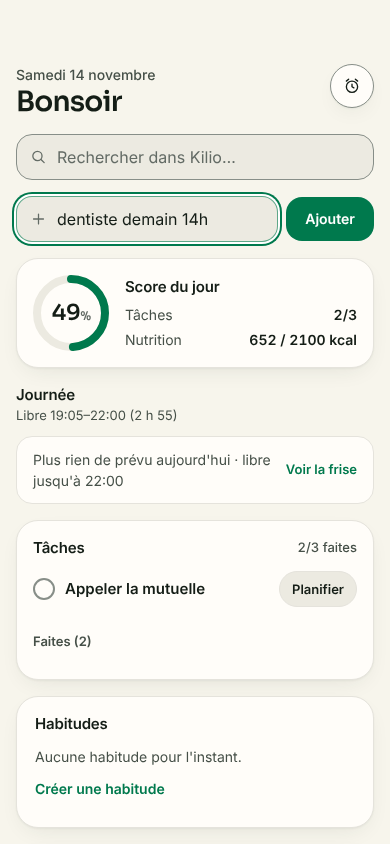 Samedi 14 novembre
Bonsoir
Rechercher dans Kilio…
dentiste demain 14h
Ajouter
49%
Score du jour
Tâches 2/3
Nutrition 652 / 2100 kcal
Journée
Libre 19:05–22:00 (2 h 55)
Plus rien de prévu aujourd'hui · libre
jusqu'à 22:00
Voir la frise
Tâches 2/3 faites
Appeler la mutuelle Planifier
Faites (2)
Habitudes
Aucune habitude pour l'instant.
Créer une habitude